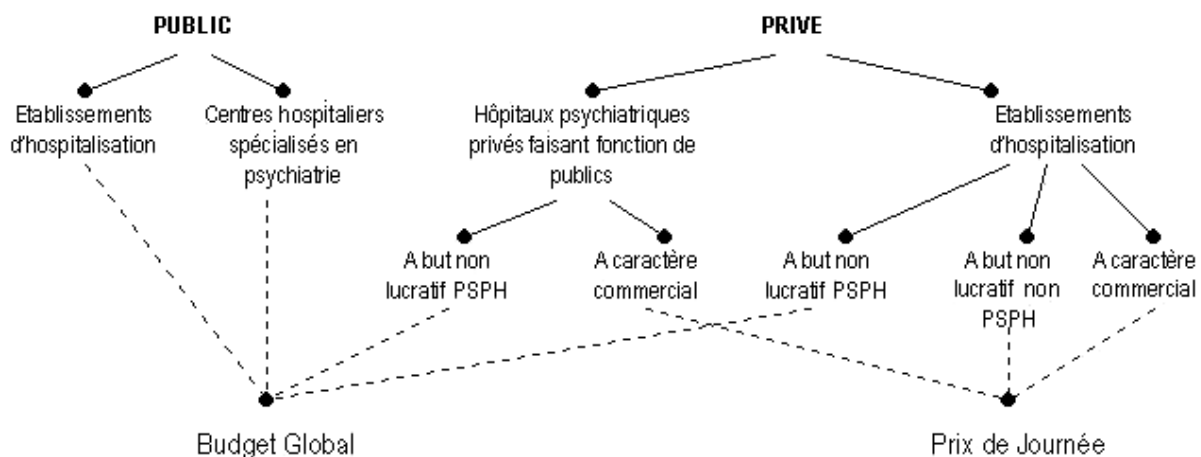 PUBLIC
PRIVE
Etablissements
d'hospitalisation
Centres hospitaliers
spécialisés en
psychiatrie
Hôpitaux psychiatriques
privés faisant fonction de
publics
Etablissements
d'hospitalisation
A but non
lucratif PSPH
A caractère
commercial
A but non
lucratif PSPH
A but non
lucratif non
PSPH
A caractère
commercial
Budget Global
Prix de Journée